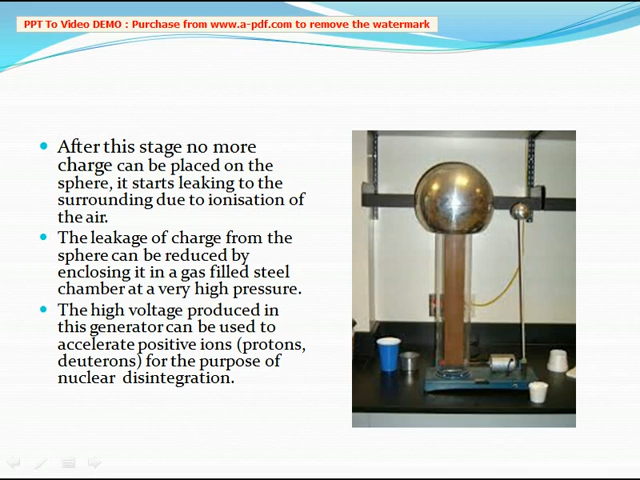 PPT To Video DEMO : Purchase from www.a-pdf.com to remove the watermark
After this stage no more
charge can be placed on the
sphere, it starts leaking to the
surrounding due to ionisation of
the air.
The leakage of charge from the
sphere can be reduced by
enclosing it in a gas filled steel
chamber at a very high pressure.
The high voltage produced in
this generator can be used to
accelerate positive ions (protons,
deuterons) for the purpose of
nuclear disintegration.